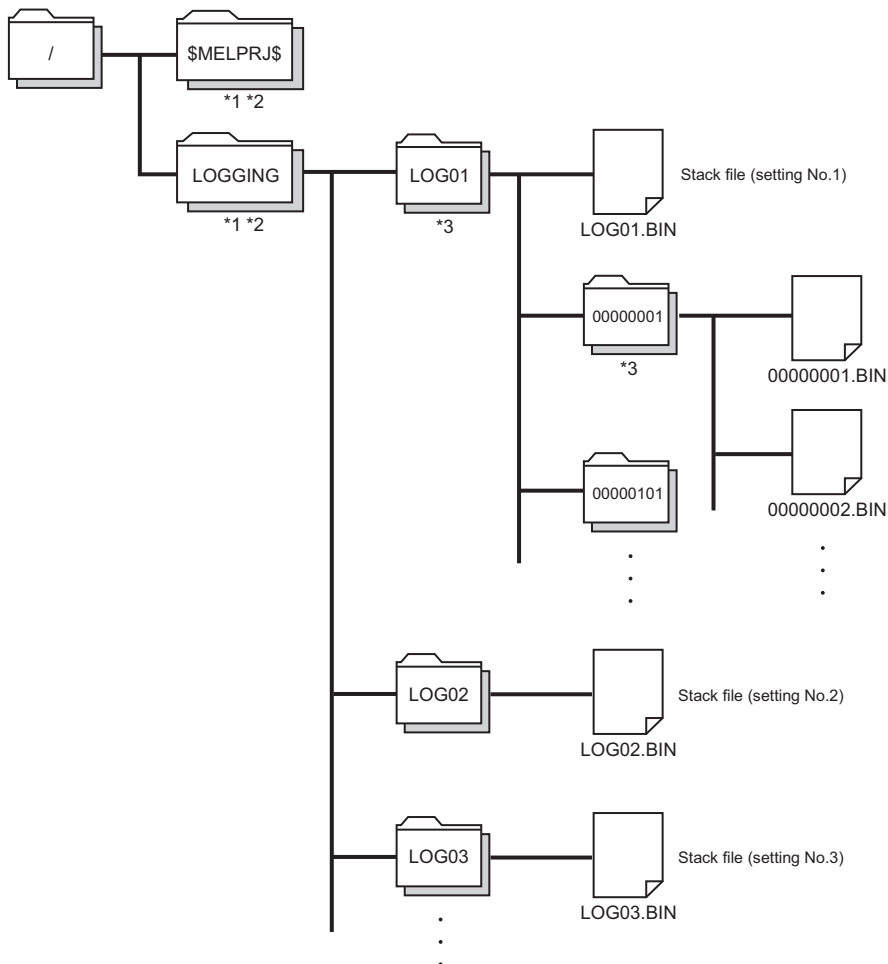 /
$MELPRJ$
*1 *2
LOGGING
*1 *2
LOG01
*3
Stack file (setting No.1)
LOG01.BIN
00000001
*3
00000001.BIN
00000101
00000002.BIN
LOG02
Stack file (setting No.2)
LOG02.BIN
LOG03
Stack file (setting No.3)
LOG03.BIN